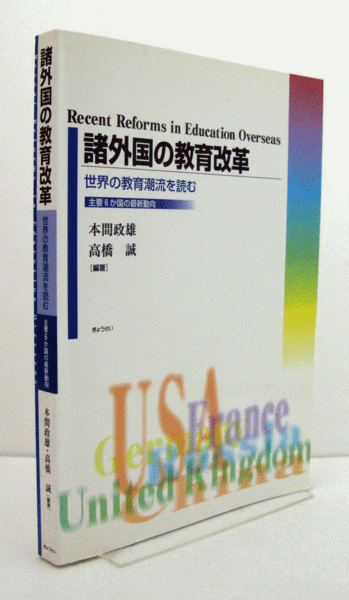 諸外国の教育改革
世界の教育潮流を読む
主要6か国の最新動向
本間政雄・高橋 誠 [編著]
Recent Reforms in Education Overseas
諸外国の教育改革
世界の教育潮流を読む
主要6か国の最新動向
本間政雄
高橋 誠
[編著]
ぎょうせい
USA
France
Germany
Russia
China
United Kingdom